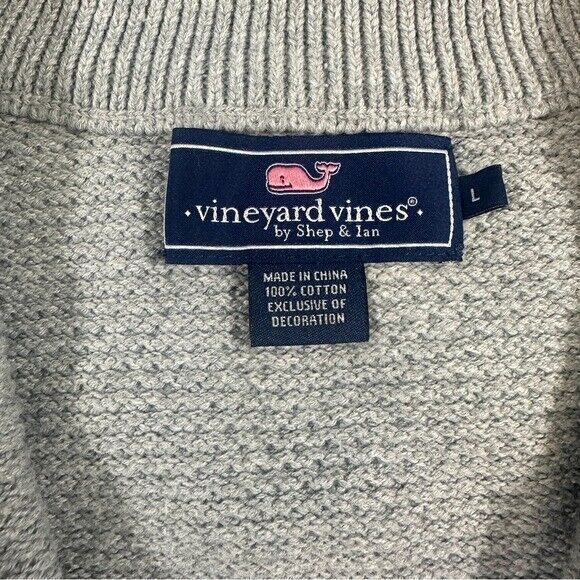 · vineyard vines® ·
by Shep & Ian
L
MADE IN CHINA
100% COTTON
EXCLUSIVE OF
DECORATION